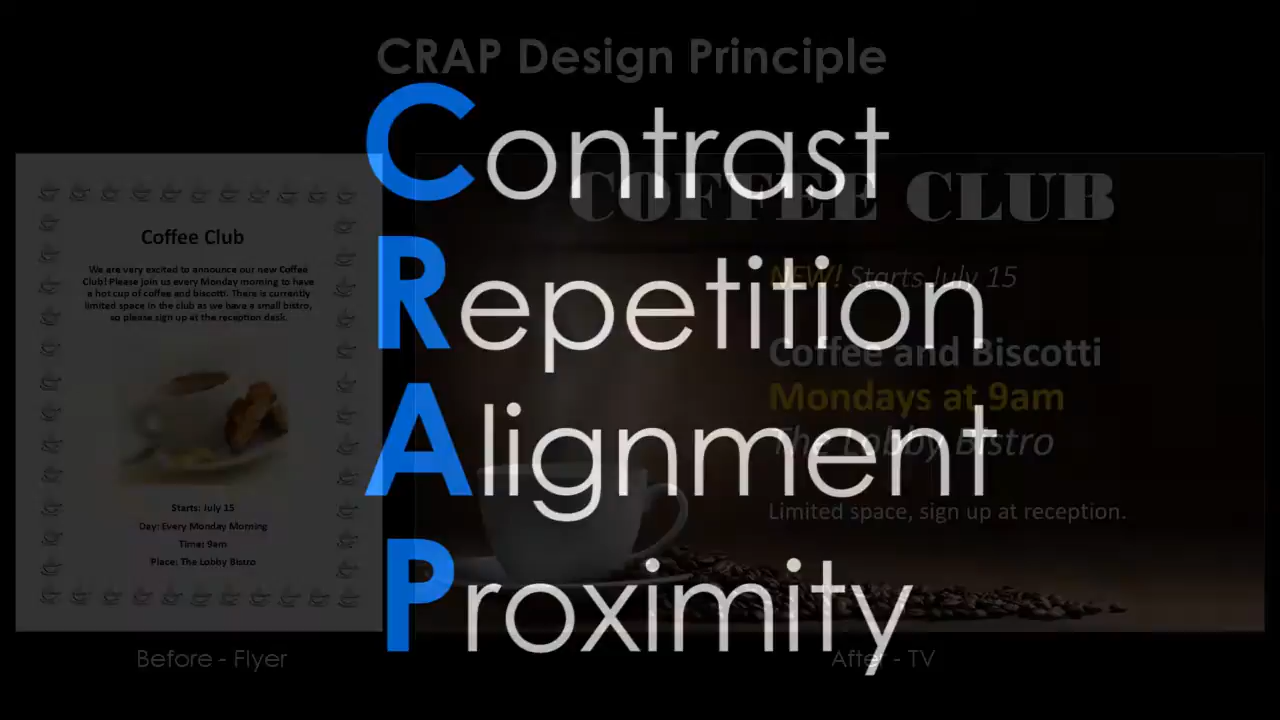 CRAP Design Principle
Contrast
Repetition
Alignment
Proximity
Coffee Club
We are very excited to announce our new Coffee
Club! Please join us every Monday morning to have
a hot cup of coffee and biscotti. There is currently
limited space in the club as we have a small bistro,
so please sign up at the reception desk.
Starts: July 15
Day: Every Monday Morning
Time: 9am
Place: The Lobby Bistro
Before - Flyer
COFFEE CLUB
NEW! Starts July 15
Coffee and Biscotti
Mondays at 9am
The Lobby Bistro
Limited space, sign up at reception.
After - TV